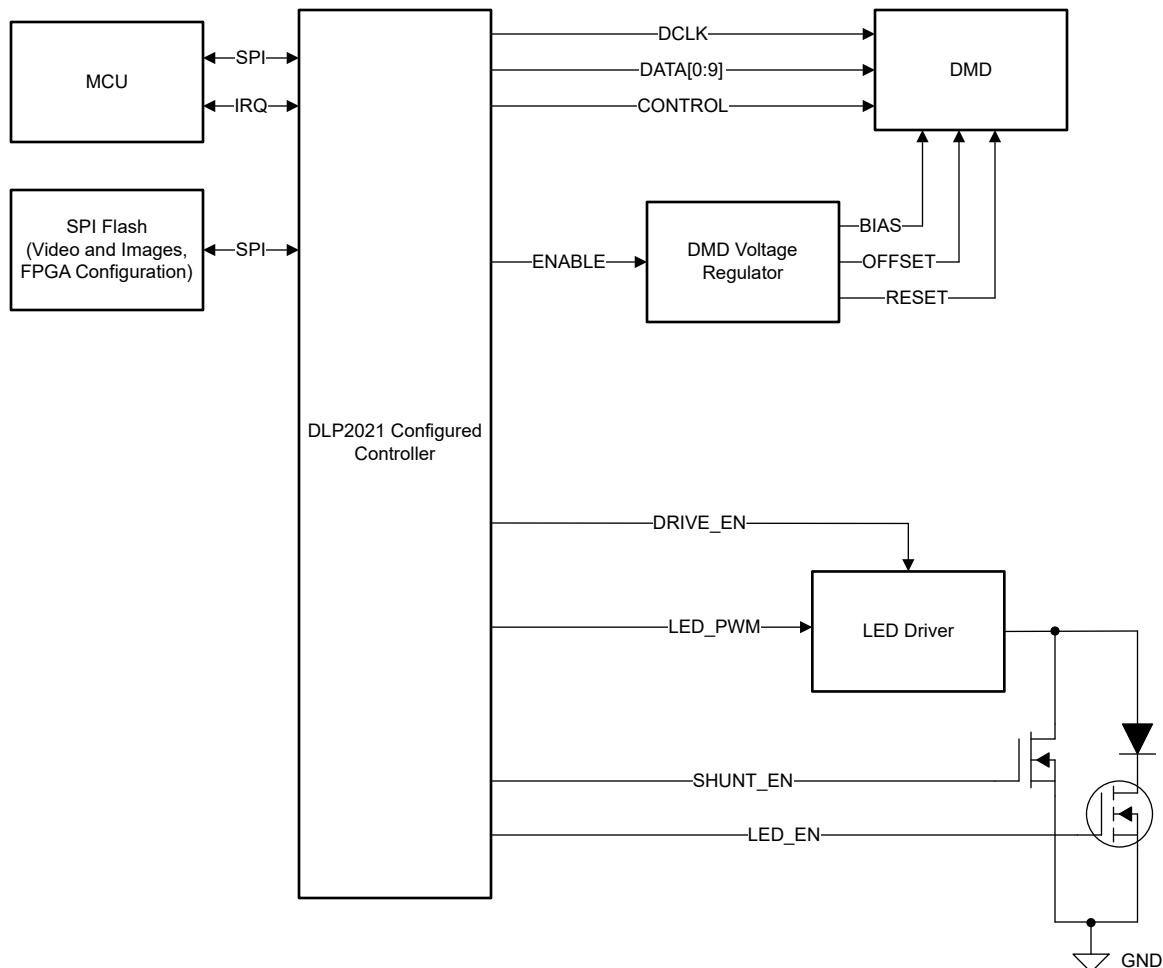 MCU
SPI
IRQ
SPI Flash
(Video and Images,
FPGA Configuration)
SPI
DLP2021 Configured
Controller
DCLK
DATA[0:9]
CONTROL
DMD
ENABLE
DMD Voltage
Regulator
BIAS
OFFSET
RESET
DRIVE_EN
LED_PWM
LED Driver
SHUNT_EN
LED_EN
GND